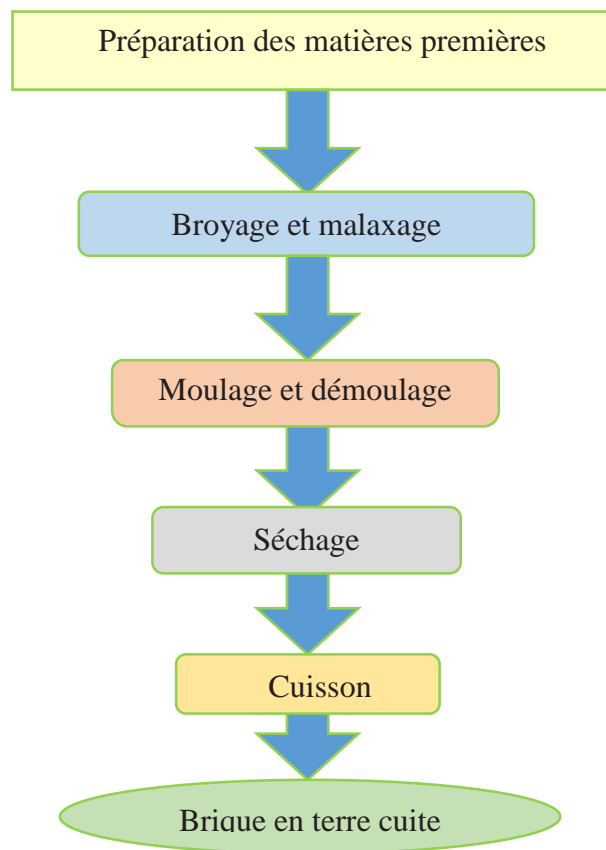 Préparation des matières premières
Broyage et malaxage
Moulage et démoulage
Séchage
Cuisson
Brique en terre cuite